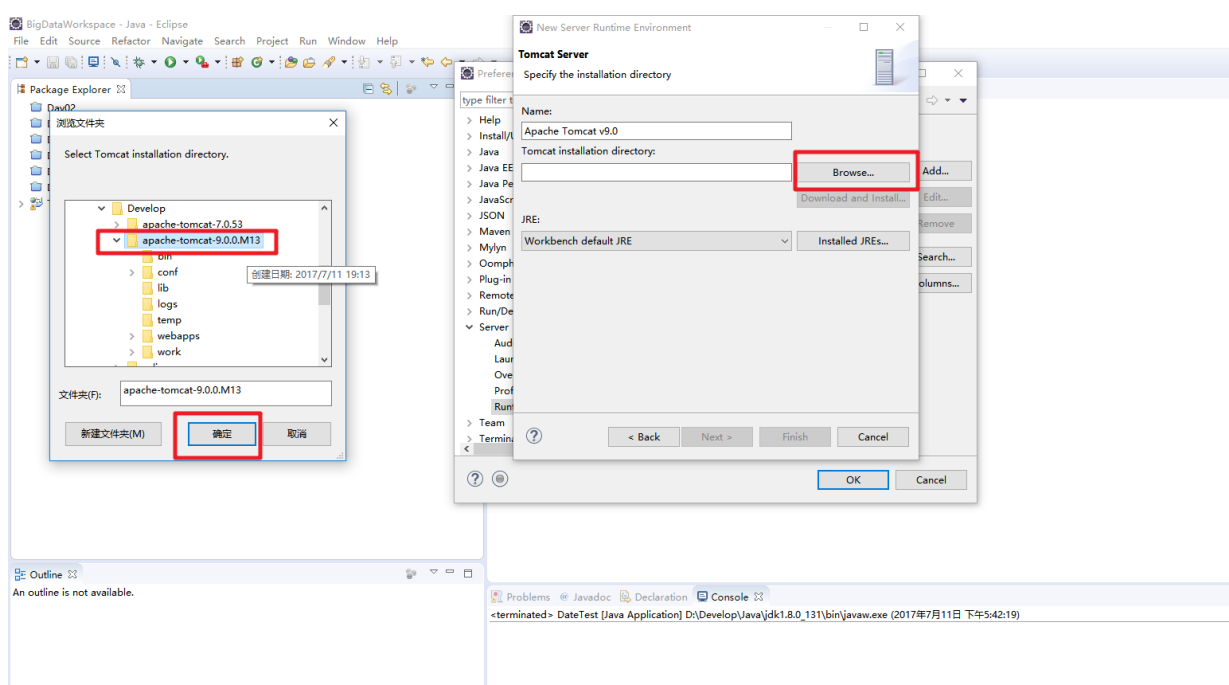 BigDataWorkspace - Java - Eclipse
File Edit Source Refactor Navigate Search Project Run Window Help
Package Explorer
Day02
浏览文件夹
Select Tomcat installation directory.
Develop
apache-tomcat-7.0.53
apache-tomcat-9.0.0.M13
bin
conf
创建日期: 2017/7/11 19:13
lib
logs
temp
webapps
work
文件夹(F):
apache-tomcat-9.0.0.M13
新建文件夹(M)
确定
取消
Preferen
type filter t
Help
Install/U
Java
Java EE
Java Pe
JavaScr
JSON
Maven
Mylyn
Oomph
Plug-in
Remote
Run/De
Server
Aud
Laur
Ove
Prof
Runt
Team
Termina
New Server Runtime Environment
Tomcat Server
Specify the installation directory
Name:
Apache Tomcat v9.0
Tomcat installation directory:
Browse...
Download and Install...
JRE:
Workbench default JRE
Installed JREs...
< Back
Next >
Finish
Cancel
Add...
Edit...
Remove
Search...
olumns...
OK
Cancel
Outline
An outline is not available.
Problems @ Javadoc Declaration Console
<terminated> DateTest [Java Application] D:\Develop\Java\jdk1.8.0_131\bin\javaw.exe (2017年7月11日 下午5:42:19)